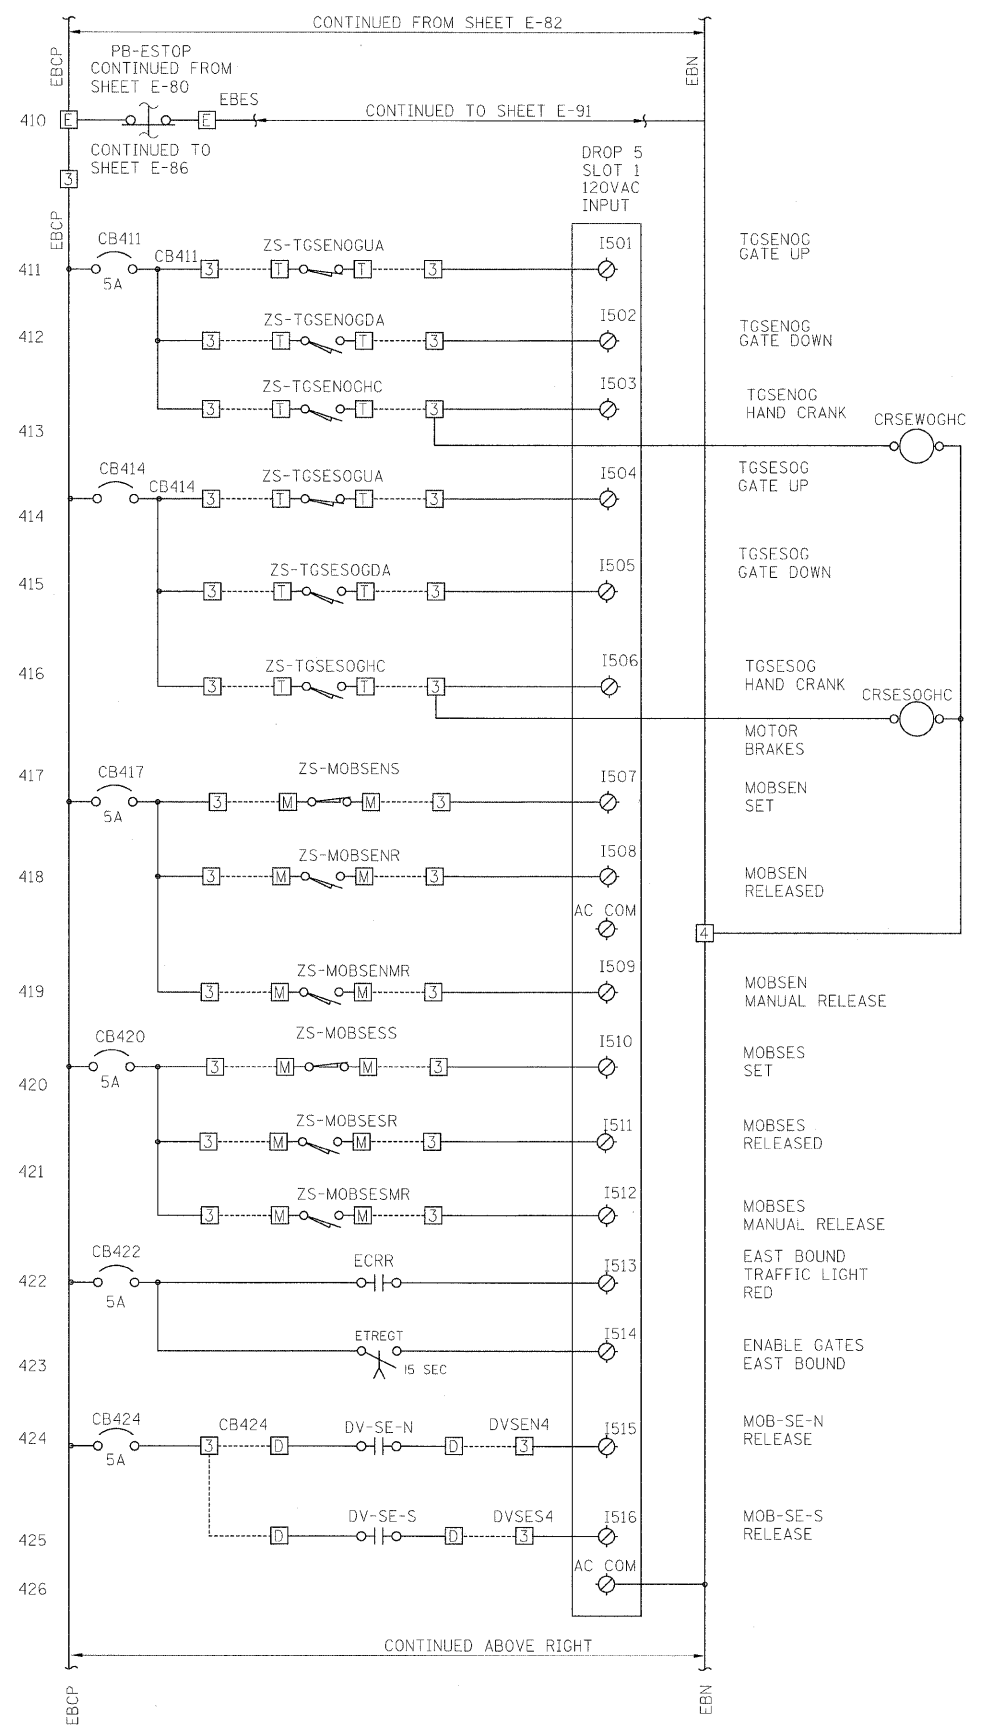 CONTINUED FROM SHEET E-82
EBCP
EBN
PB-ESTOP
CONTINUED FROM
SHEET E-80
EBES
410
E
E
CONTINUED TO SHEET E-91
CONTINUED TO
SHEET E-86
3
DROP 5
SLOT 1
120VAC
INPUT
EBCP
CB411
5A
CB411
411
3
T
ZS-TGSENOGUA
T
3
I501
TGSENOG
GATE UP
412
3
T
ZS-TGSENOGDA
T
3
I502
TGSENOG
GATE DOWN
413
3
T
ZS-TGSENOGHC
T
3
I503
TGSENOG
HAND CRANK
CRSEWOGHC
CB414
CB414
414
3
T
ZS-TGSESOGUA
T
3
I504
TGSESOG
GATE UP
415
3
T
ZS-TGSESOGDA
T
3
I505
TGSESOG
GATE DOWN
416
3
T
ZS-TGSESOGHC
T
3
I506
TGSESOG
HAND CRANK
CRSESOGHC
MOTOR
BRAKES
417
CB417
5A
3
M
ZS-MOBSENS
M
3
I507
MOBSEN
SET
418
3
M
ZS-MOBSENR
M
3
I508
MOBSEN
RELEASED
AC COM
4
419
3
M
ZS-MOBSENMR
M
3
I509
MOBSEN
MANUAL RELEASE
CB420
5A
420
3
M
ZS-MOBSESS
M
3
I510
MOBSES
SET
421
3
M
ZS-MOBSESR
M
3
I511
MOBSES
RELEASED
3
M
ZS-MOBSESMR
M
3
I512
MOBSES
MANUAL RELEASE
CB422
5A
422
ECRR
I513
EAST BOUND
TRAFFIC LIGHT
RED
423
ETREGT
15 SEC
I514
ENABLE GATES
EAST BOUND
CB424
5A
424
3
CB424
D
DV-SE-N
D
DVSEN4
3
I515
MOB-SE-N
RELEASE
425
D
DV-SE-S
D
DVSES4
3
I516
MOB-SE-S
RELEASE
426
AC COM
CONTINUED ABOVE RIGHT
EBCP
EBN